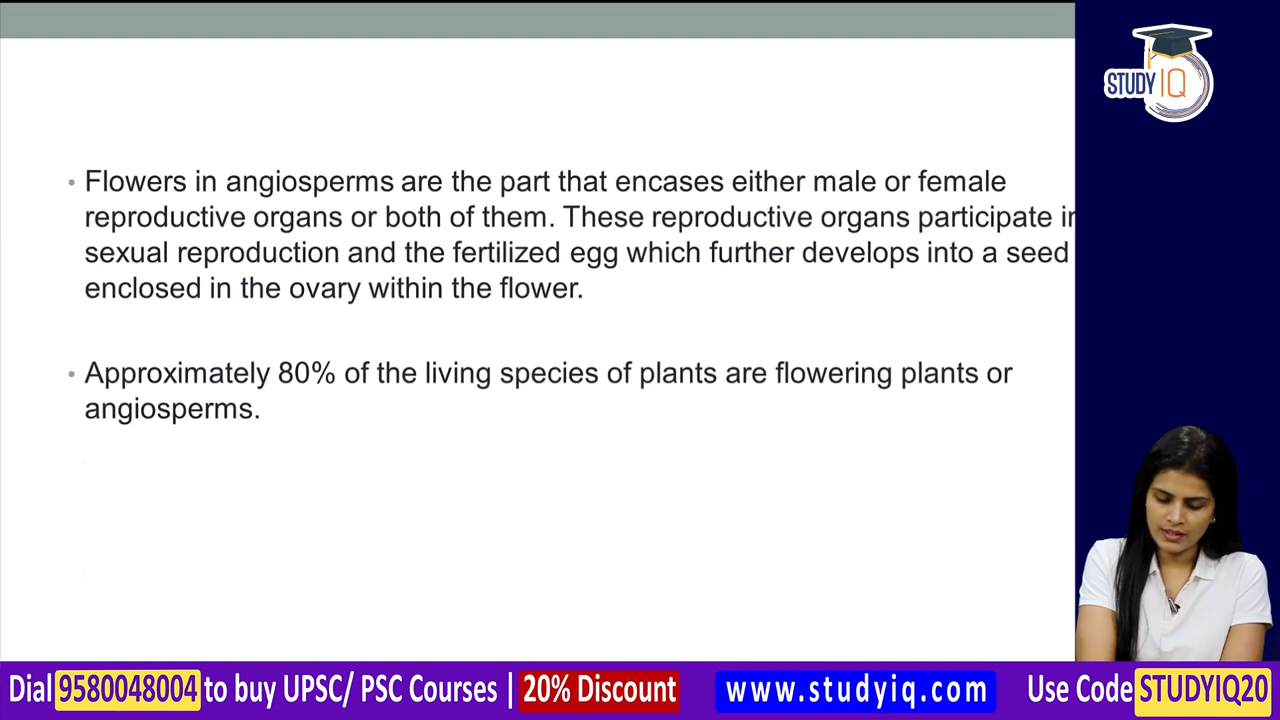 STUDY IQ
• Flowers in angiosperms are the part that encases either male or female
reproductive organs or both of them. These reproductive organs participate in
sexual reproduction and the fertilized egg which further develops into a seed
enclosed in the ovary within the flower.
• Approximately 80% of the living species of plants are flowering plants or
angiosperms.
Dial 9580048004 to buy UPSC/ PSC Courses | 20% Discount www.studyiq.com Use Code STUDYIQ20